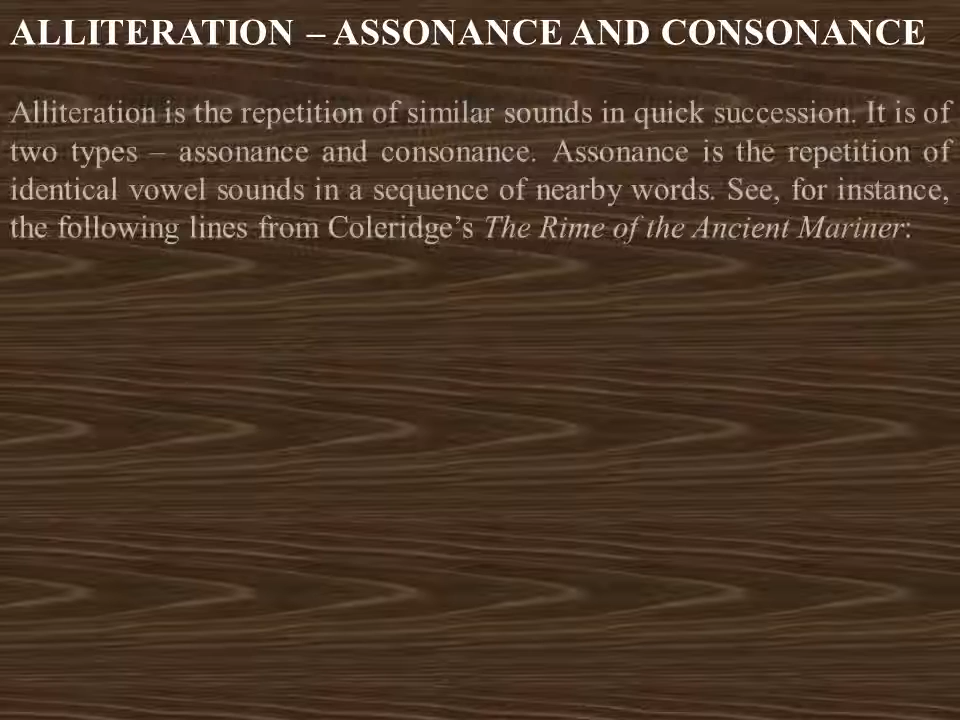 ALLITERATION – ASSONANCE AND CONSONANCE
Alliteration is the repetition of similar sounds in quick succession. It is of
two types – assonance and consonance. Assonance is the repetition of
identical vowel sounds in a sequence of nearby words. See, for instance,
the following lines from Coleridge’s The Rime of the Ancient Mariner: